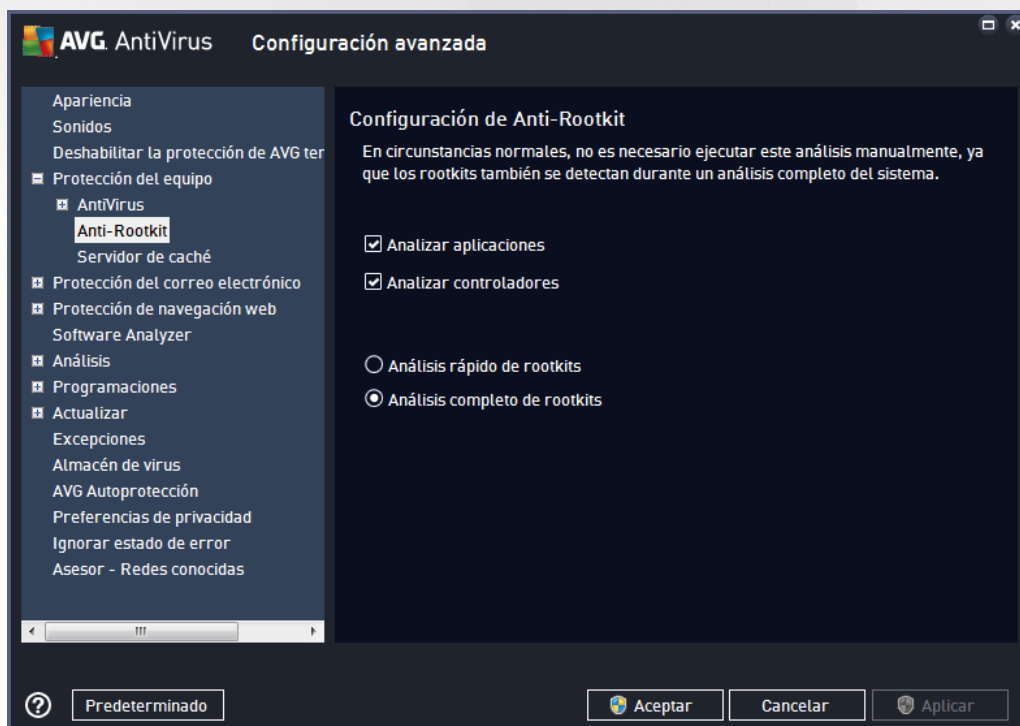 AVG. AntiVirus Configuración avanzada
Apariencia
Sonidos
Deshabilitar la protección de AVG ter
Protección del equipo
AntiVirus
Anti-Rootkit
Servidor de caché
Protección del correo electrónico
Protección de navegación web
Software Analyzer
Análisis
Programaciones
Actualizar
Excepciones
Almacén de virus
AVG Autoprotección
Preferencias de privacidad
Ignorar estado de error
Asesor - Redes conocidas
Configuración de Anti-Rootkit
En circunstancias normales, no es necesario ejecutar este análisis manualmente, ya
que los rootkits también se detectan durante un análisis completo del sistema.
Analizar aplicaciones
Analizar controladores
Análisis rápido de rootkits
Análisis completo de rootkits
Predeterminado
Aceptar
Cancelar
Aplicar